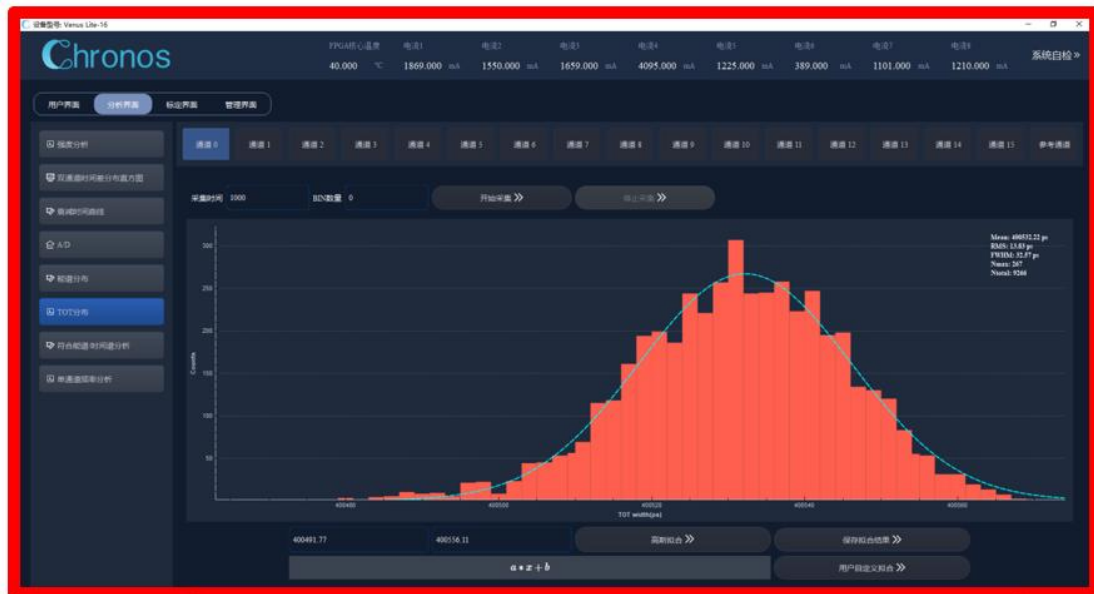 设备型号: Venus Lite-16
Chronos
FPGA核心温度 电流1 电流2 电流3 电流4 电流5 电流6 电流7 电流8
40.000 ℃ 1869.000 mA 1550.000 mA 1659.000 mA 4095.000 mA 1225.000 mA 389.000 mA 1101.000 mA 1210.000 mA
系统自检 »
用户界面 分析界面 标定界面 管理界面
强度分析
双通道时间差分布直方图
衰减时间曲线
A/D
能谱分布
TOT分布
符合能谱/时间谱分析
单通道频率分析
通道 0 通道 1 通道 2 通道 3 通道 4 通道 5 通道 6 通道 7 通道 8 通道 9 通道 10 通道 11 通道 12 通道 13 通道 14 通道 15 参考通道
采集时间 1000 BIN数量 0 开始采集 » 停止采集 »
Mean: 400532.22 ps
RMS: 13.83 ps
FWHM: 32.57 ps
Nmax: 267
Ntotal: 9266
300
250
200
150
100
50
Counts
400480 400500 400520 400540 400560
TOT width(ps)
400491.77 400556.11 高斯拟合 » 保存拟合结果 »
a * x + b 用户自定义拟合 »